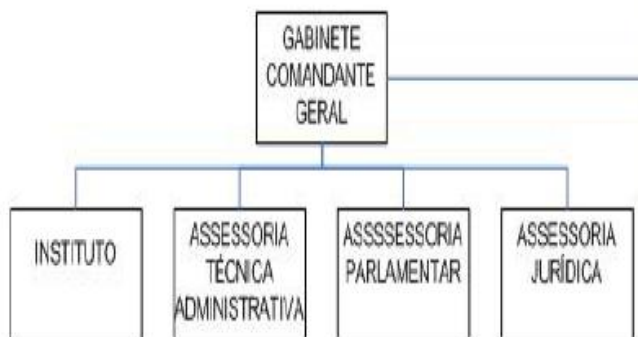 GABINETE
COMANDANTE
GERAL
INSTITUTO
ASSESSORIA
TÉCNICA
ADMINISTRATIVA
ASSSSESSORIA
PARLAMENTAR
ASSESSORIA
JURÍDICA